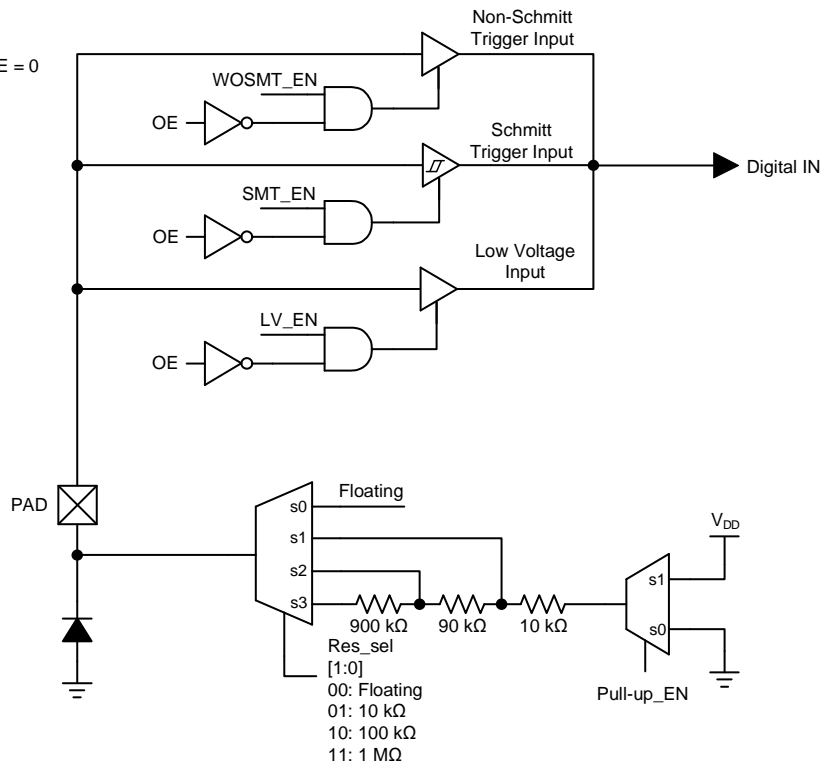 Non-Schmitt
Trigger Input
E = 0
WOSMT_EN
OE
Schmitt
Trigger Input
Digital IN
SMT_EN
OE
Low Voltage
Input
LV_EN
OE
PAD
Floating
s0
s1
s2
s3
900 kΩ
90 kΩ
10 kΩ
VDD
s1
s0
Pull-up_EN
Res_sel
[1:0]
00: Floating
01: 10 kΩ
10: 100 kΩ
11: 1 MΩ